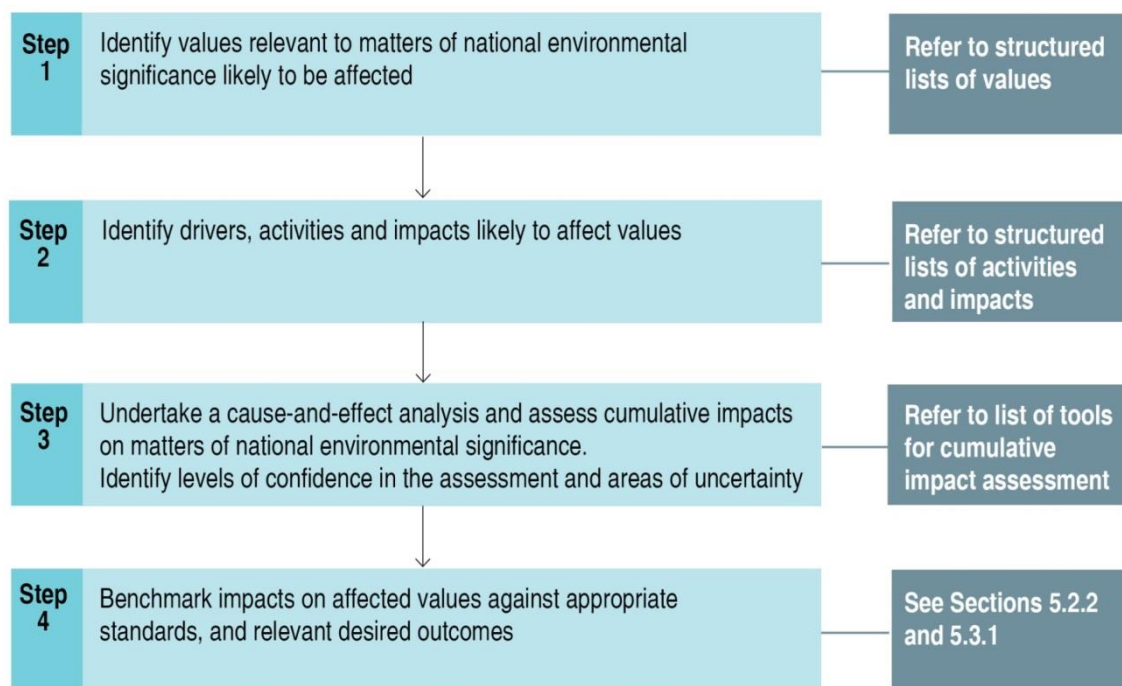 Step
1
Identify values relevant to matters of national environmental
significance likely to be affected
Refer to structured
lists of values
Step
2
Identify drivers, activities and impacts likely to affect values
Refer to structured
lists of activities
and impacts
Step
3
Undertake a cause-and-effect analysis and assess cumulative impacts
on matters of national environmental significance.
Identify levels of confidence in the assessment and areas of uncertainty
Refer to list of tools
for cumulative
impact assessment
Step
4
Benchmark impacts on affected values against appropriate
standards, and relevant desired outcomes
See Sections 5.2.2
and 5.3.1